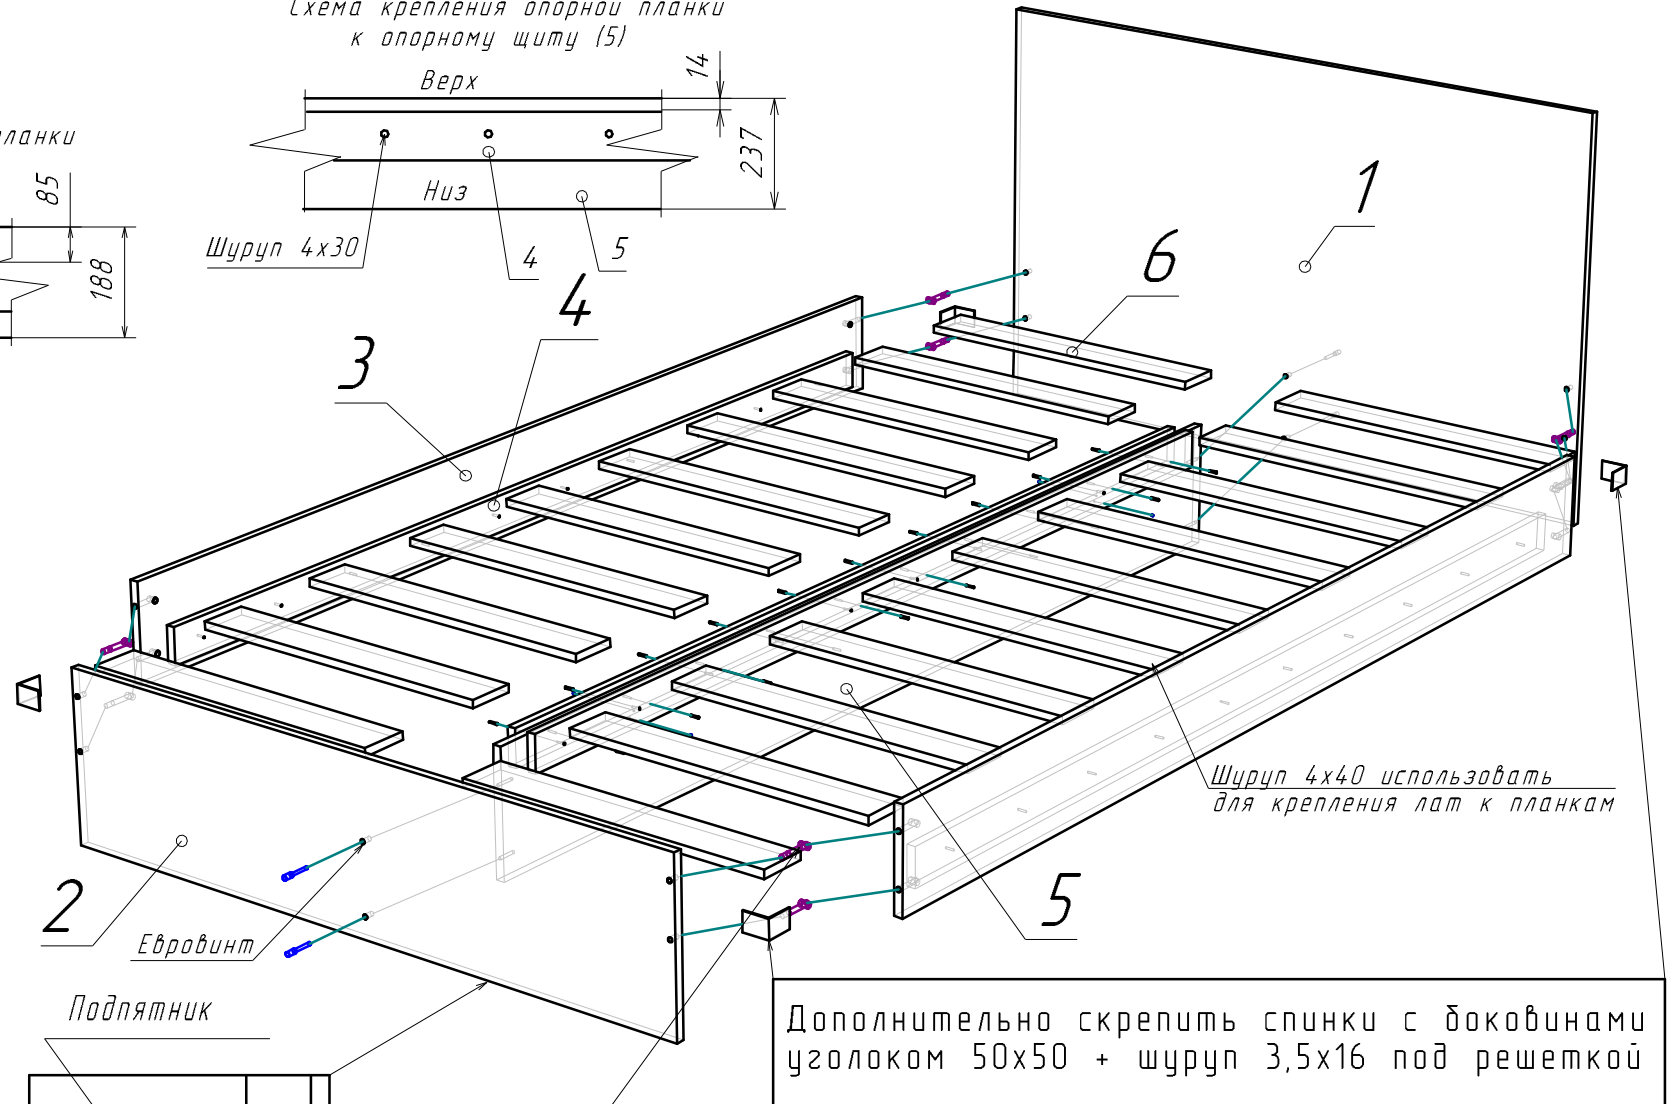 Схема крепления опорной планки
к опорному щиту (5)
Верх
14
237
Низ
Шуруп 4х30
4
5
планки
85
188
1
6
4
3
2
5
Евровинт
Подпятник
Шуруп 4х40 использовать
для крепления лат к планкам
Дополнительно скрепить спинки с боковинами
уголоком 50х50 + шуруп 3,5х16 под решеткой